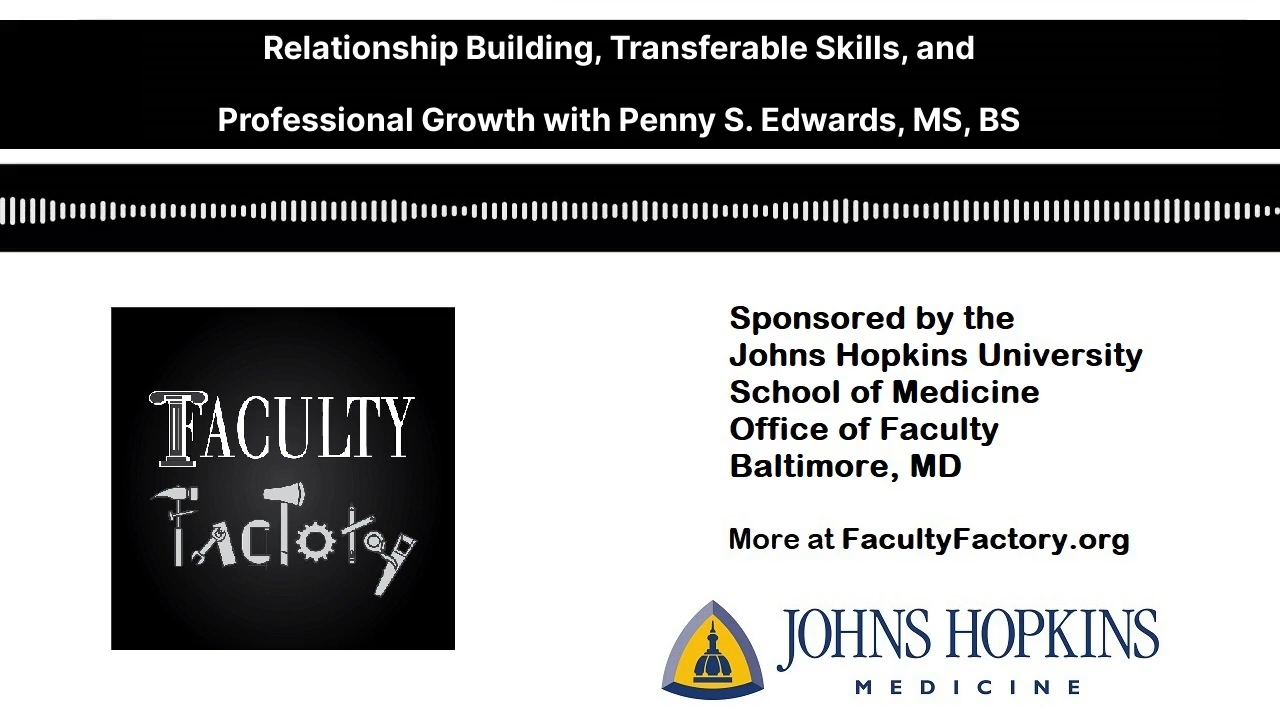 Relationship Building, Transferable Skills, and
Professional Growth with Penny S. Edwards, MS, BS
FACULTY
FACTORY
Sponsored by the
Johns Hopkins University
School of Medicine
Office of Faculty
Baltimore, MD
More at FacultyFactory.org
JOHNS HOPKINS
MEDICINE